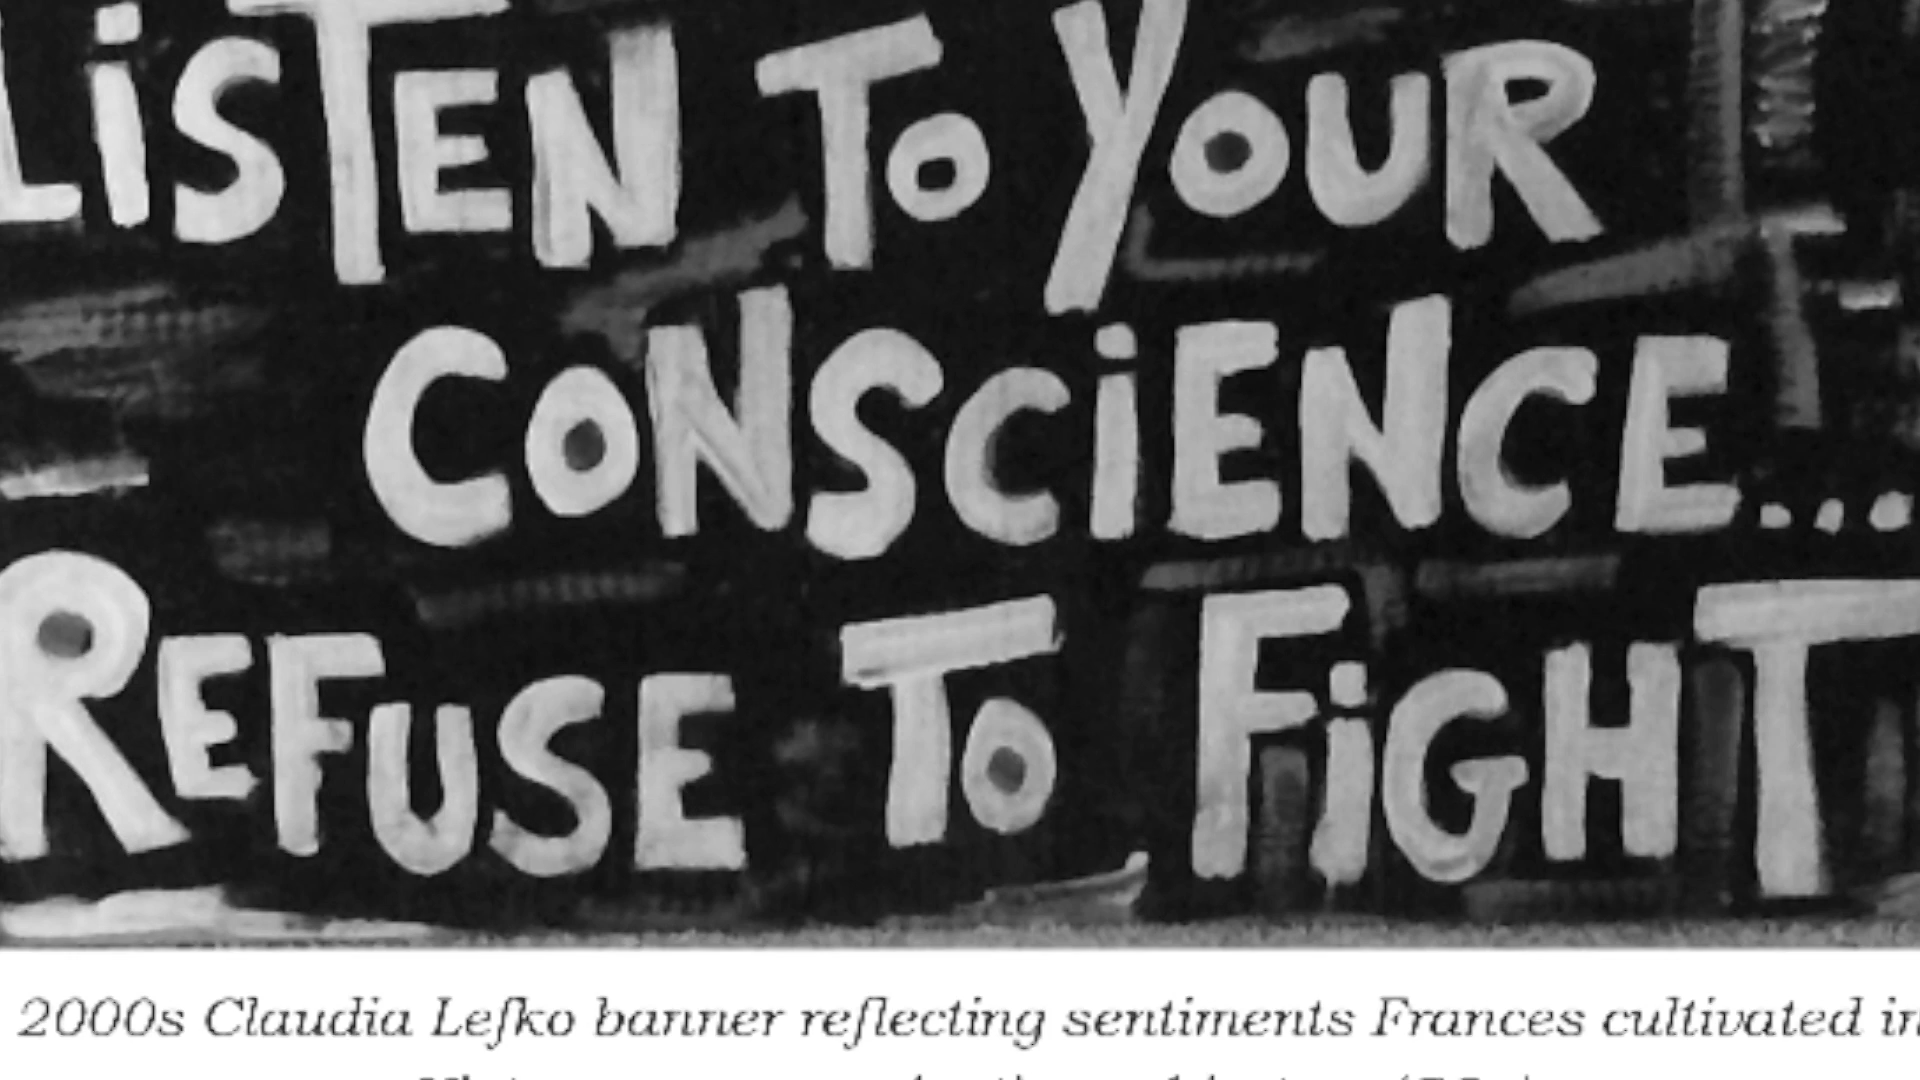 LiSTEN To YOUR
CONSCiENCE...
REFUSE To FiGHT
2000s Claudia Lefko banner reflecting sentiments Frances cultivated in